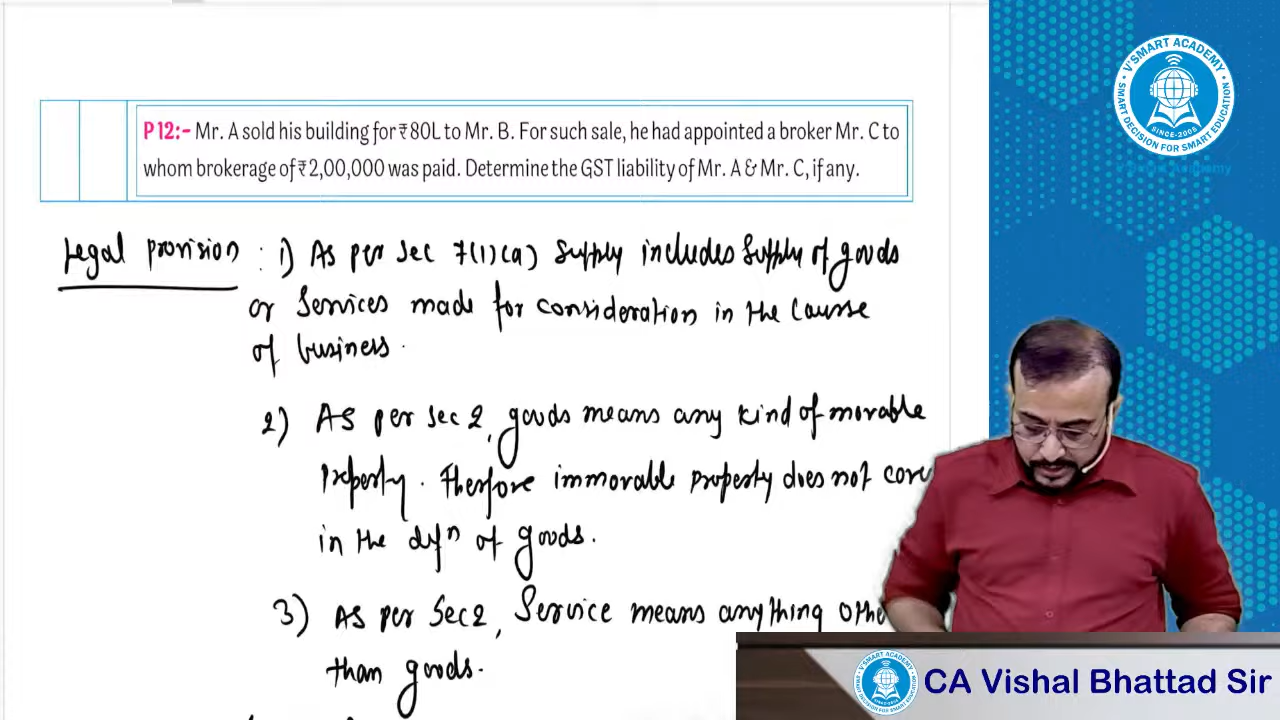 P12:- Mr. A sold his building for ₹80L to Mr. B. For such sale, he had appointed a broker Mr. C to
whom brokerage of ₹2,00,000 was paid. Determine the GST liability of Mr. A & Mr. C, if any.
Legal provision : 1) As per sec 7(1)(a) supply includes supply of goods
or services made for consideration in the course
of business.
2) As per sec 2, goods means any kind of movable
property. Therefore immovable property does not cov
in the defn of goods.
3) As per Sec 2, Service means anything othe
than goods.
V'SMART ACADEMY
SINCE-2008
SMART DECISION FOR SMART EDUCATION
CA Vishal Bhattad Sir